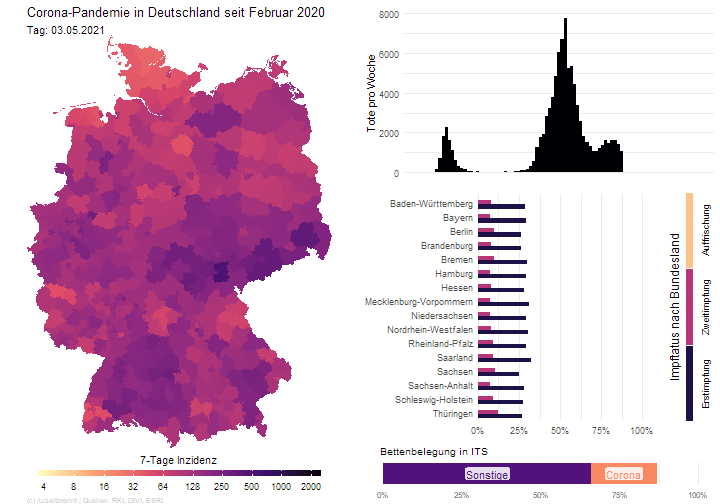 Corona-Pandemie in Deutschland seit Februar 2020
Tag: 03.05.2021
7-Tage Inzidenz
4 8 16 32 64 128 250 500 1000 2000
(c) /u/zeitbremt | Quellen: RKI, DIVI, ESRI
Tote pro Woche
8000
6000
4000
2000
0
Baden-Württemberg
Bayern
Berlin
Brandenburg
Bremen
Hamburg
Hessen
Mecklenburg-Vorpommern
Niedersachsen
Nordrhein-Westfalen
Rheinland-Pfalz
Saarland
Sachsen
Sachsen-Anhalt
Schleswig-Holstein
Thüringen
0% 25% 50% 75% 100%
Impfstatus nach Bundesland
Auffrischung
Zweitimpfung
Erstimpfung
Bettenbelegung in ITS
Sonstige Corona
0% 25% 50% 75% 100%